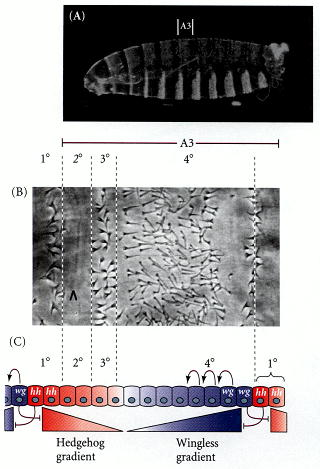 (A)
A3
A3
1° 2° 3° 4°
(B)
(C)
1° 2° 3° 4° 1°
wg hh hh wg wg hh hh
Hedgehog gradient
Wingless gradient